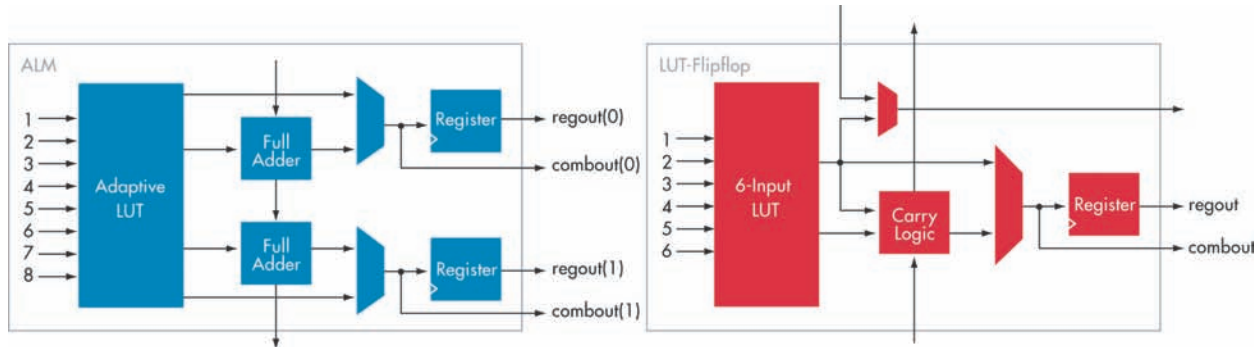 ALM
1
2
3
4
5
6
7
8
Adaptive
LUT
Full
Adder
Full
Adder
Register
Register
regout(0)
combout(0)
regout(1)
combout(1)
LUT-Flipflop
1
2
3
4
5
6
6-Input
LUT
Carry
Logic
Register
regout
combout